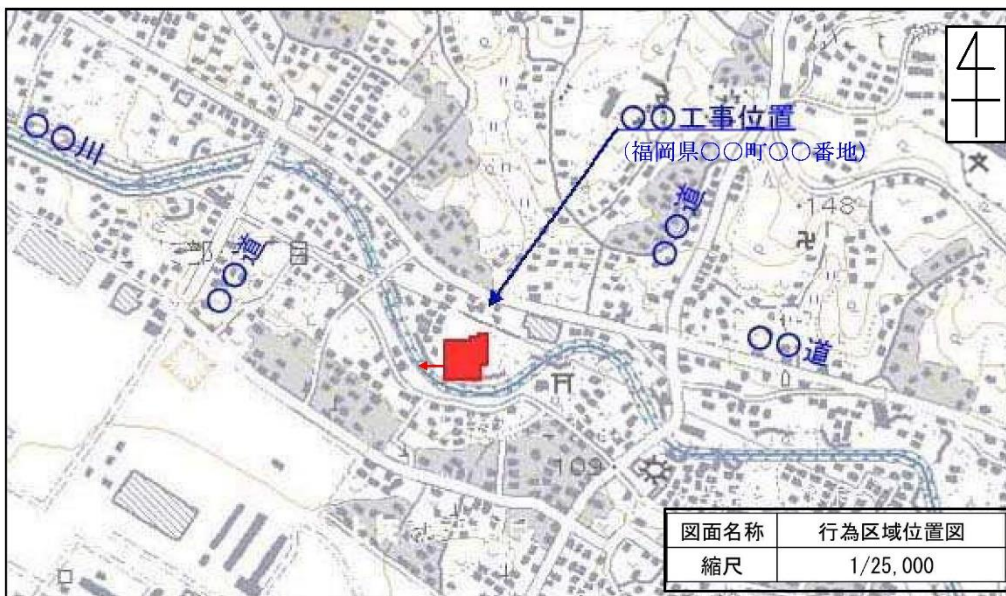 〇〇工事位置
(福岡県〇〇町〇〇番地)
〇〇川
〇〇道
〇〇道
〇〇道
148
109
図面名称 行為区域位置図
縮尺 1/25,000